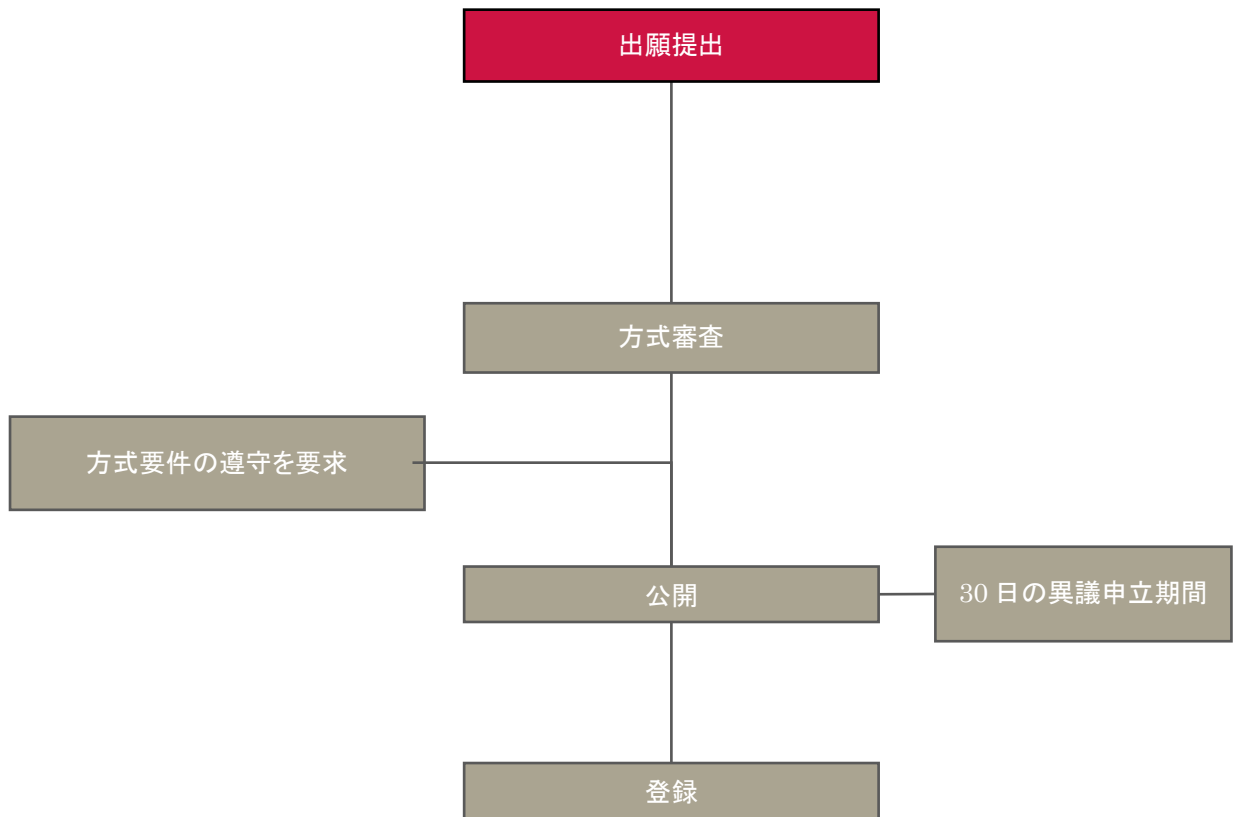 出願提出
方式審査
方式要件の遵守を要求
公開
30 日の異議申立期間
登録